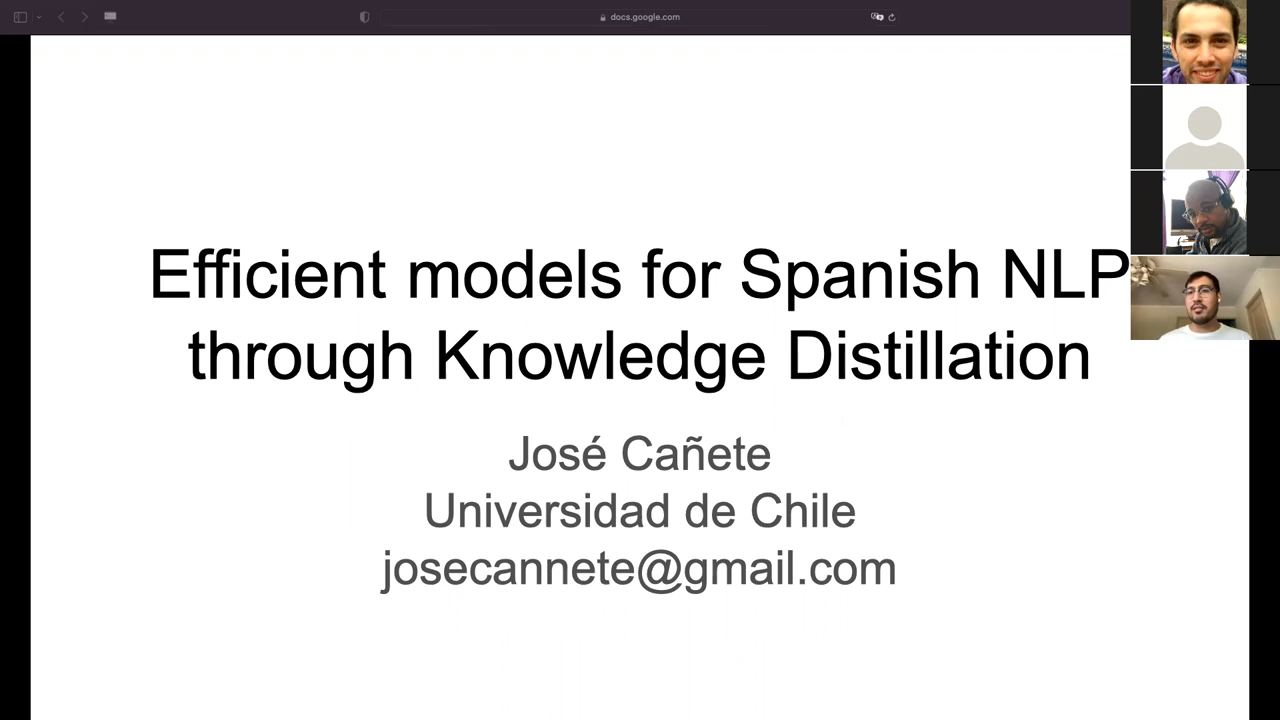 docs.google.com
Efficient models for Spanish NLP
through Knowledge Distillation
José Cañete
Universidad de Chile
josecannete@gmail.com